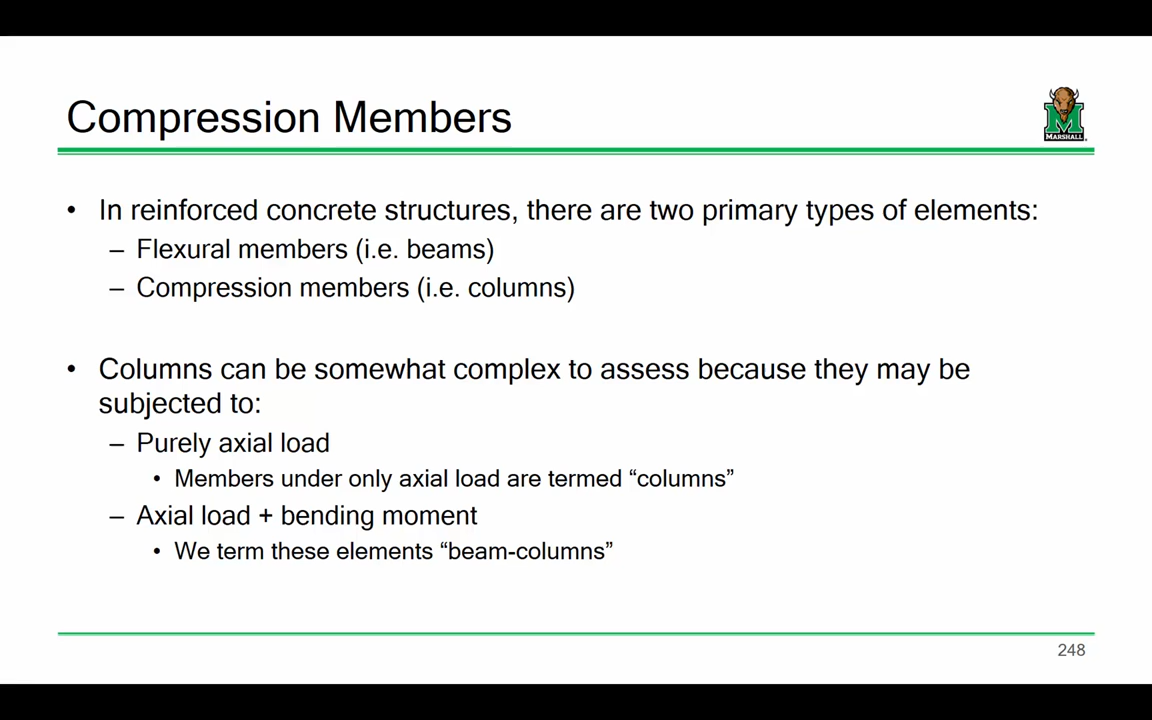 Compression Members
MARSHALL
• In reinforced concrete structures, there are two primary types of elements:
– Flexural members (i.e. beams)
– Compression members (i.e. columns)
• Columns can be somewhat complex to assess because they may be
subjected to:
– Purely axial load
• Members under only axial load are termed “columns”
– Axial load + bending moment
• We term these elements “beam-columns”
248